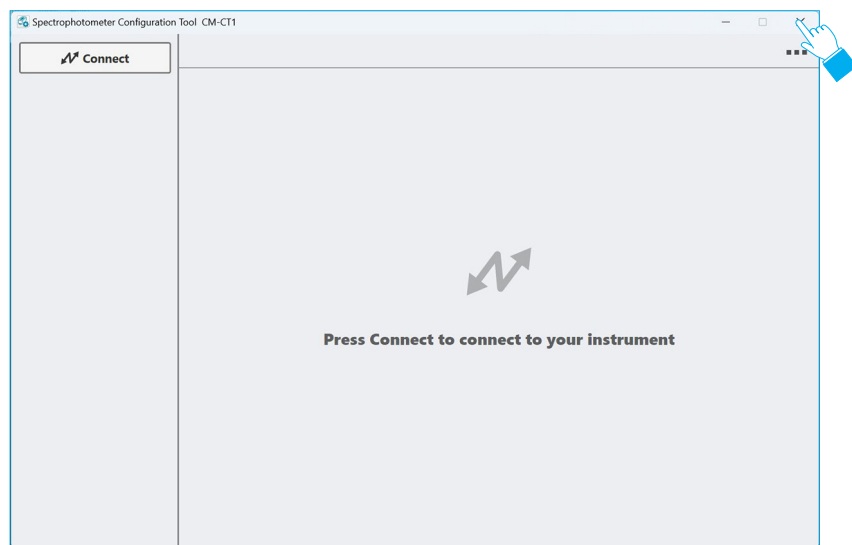 Spectrophotometer Configuration Tool CM-CT1
Connect
Press Connect to connect to your instrument